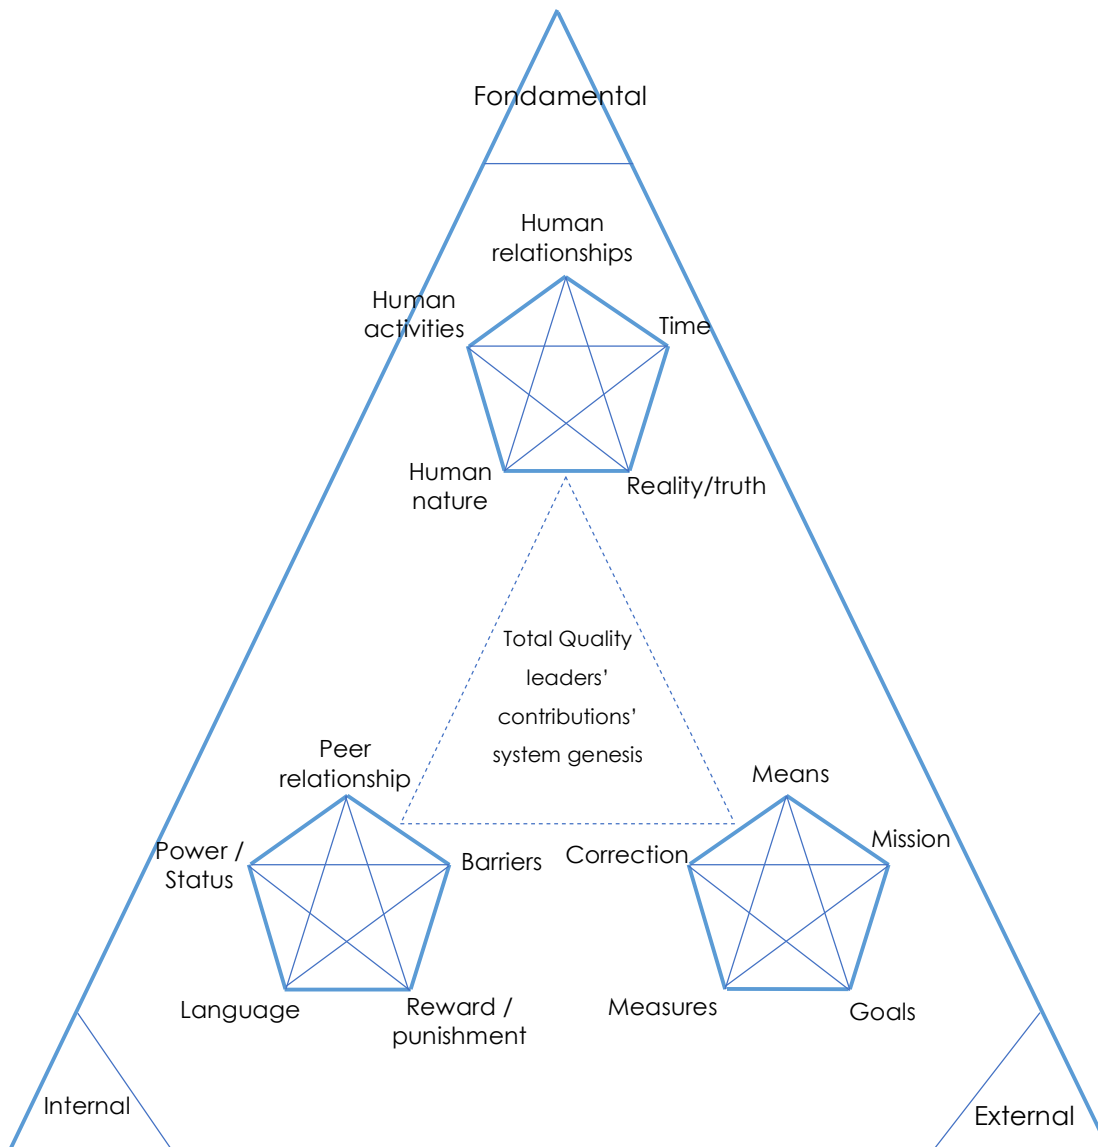 Fondamental
Human
relationships
Human
activities
Time
Human
nature
Reality/truth
Total Quality
leaders’
contributions’
system genesis
Peer
relationship
Power /
Status
Barriers
Language
Reward /
punishment
Means
Mission
Correction
Measures
Goals
Internal
External